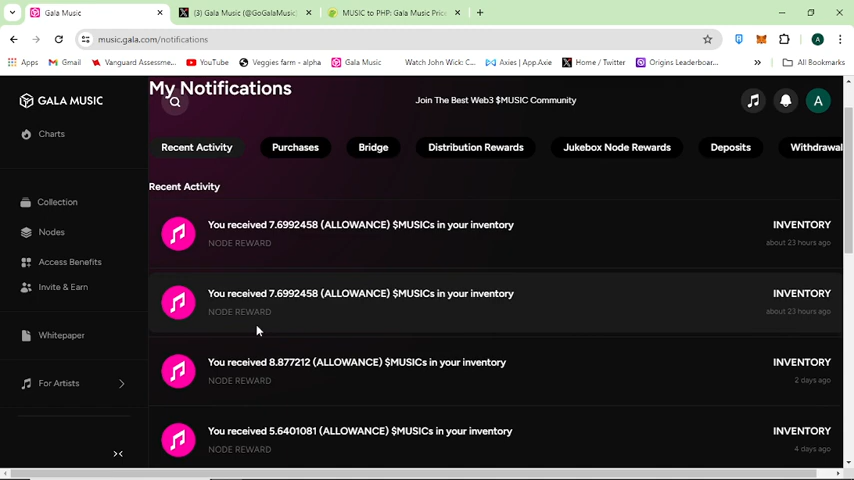 Gala Music
(3) Gala Music (@GoGalaMusic)
MUSIC to PHP: Gala Music Price
music.gala.com/notifications
A
Apps
Gmail
Vanguard Assessme...
YouTube
Veggies farm - alpha
Gala Music
Watch John Wick: C...
Axies | App.Axie
Home / Twitter
Origins Leaderboar...
All Bookmarks
GALA MUSIC
My Notifications
Join The Best Web3 $MUSIC Community
A
Charts
Collection
Nodes
Access Benefits
Invite & Earn
Whitepaper
For Artists
Recent Activity
Purchases
Bridge
Distribution Rewards
Jukebox Node Rewards
Deposits
Withdrawal
Recent Activity
You received 7.6992458 (ALLOWANCE) $MUSICs in your inventory
INVENTORY
NODE REWARD
about 23 hours ago
You received 7.6992458 (ALLOWANCE) $MUSICs in your inventory
INVENTORY
NODE REWARD
about 23 hours ago
You received 8.877212 (ALLOWANCE) $MUSICs in your inventory
INVENTORY
NODE REWARD
2 days ago
You received 5.6401081 (ALLOWANCE) $MUSICs in your inventory
INVENTORY
NODE REWARD
4 days ago